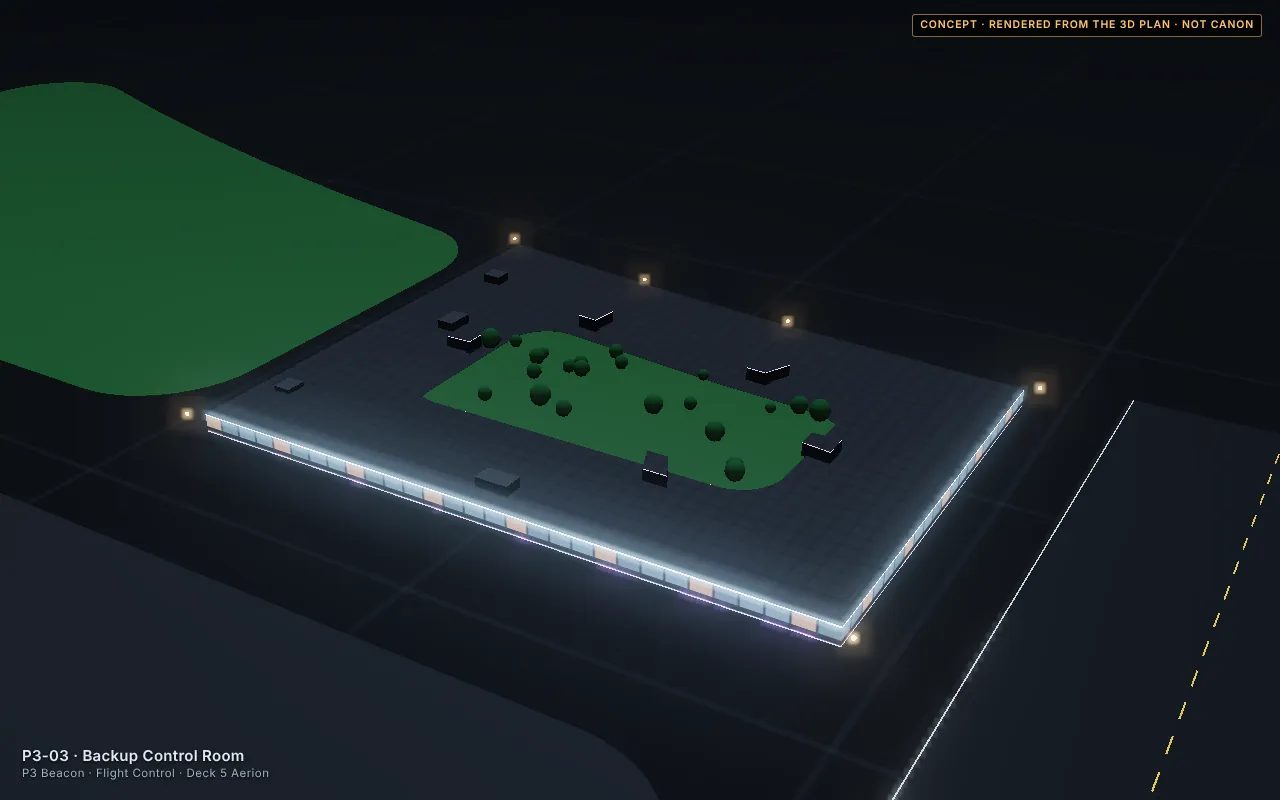 CONCEPT · RENDERED FROM THE 3D PLAN · NOT CANON
P3-03 · Backup Control Room
P3 Beacon · Flight Control · Deck 5 Aerion